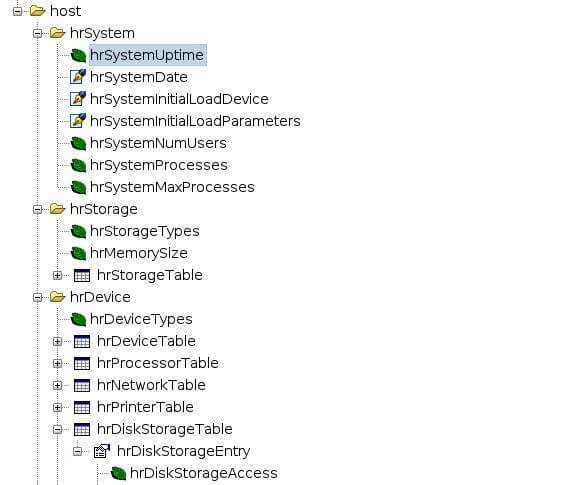 host
hrSystem
hrSystemUptime
hrSystemDate
hrSystemInitialLoadDevice
hrSystemInitialLoadParameters
hrSystemNumUsers
hrSystemProcesses
hrSystemMaxProcesses
hrStorage
hrStorageTypes
hrMemorySize
hrStorageTable
hrDevice
hrDeviceTypes
hrDeviceTable
hrProcessorTable
hrNetworkTable
hrPrinterTable
hrDiskStorageTable
hrDiskStorageEntry
hrDiskStorageAccess